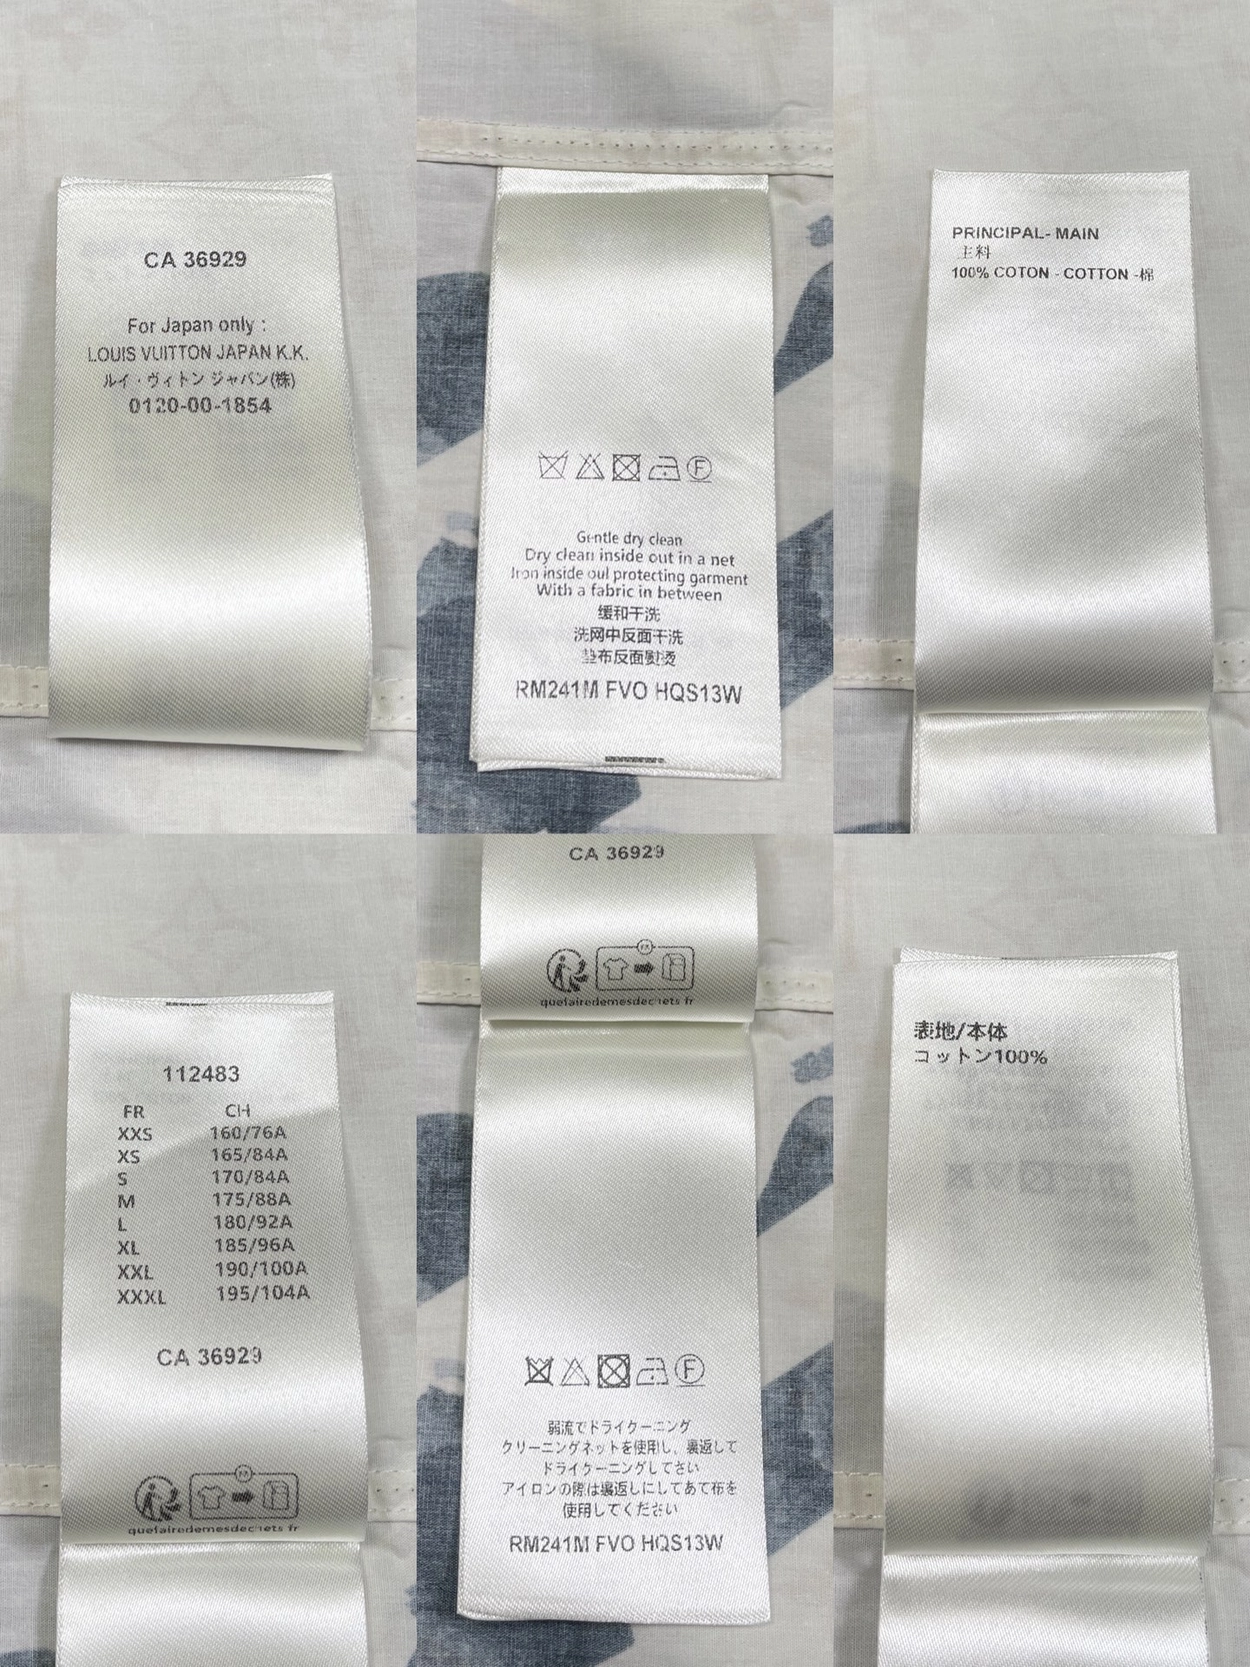 CA 36929
For Japan only :
LOUIS VUITTON JAPAN K.K.
ルイ・ヴィトン ジャパン(株)
0120-00-1854
F
Gentle dry clean
Dry clean inside out in a net
Iron inside oul protecting garment
With a fabric in between
缓和干洗
洗网中反面干洗
垫布反面熨烫
RM241M FVO HQS13W
PRINCIPAL- MAIN
主料
100% COTON - COTTON -棉
112483
FR CH
XXS 160/76A
XS 165/84A
S 170/84A
M 175/88A
L 180/92A
XL 185/96A
XXL 190/100A
XXXL 195/104A
CA 36929
FR
quefairedemesdechets fr
CA 36929
FR
quefairedemesdechets fr
F
弱流でドライケーニング
クリーニングネットを使用し、裏返して
ドライケーニングしてさい
アイロンの際は裏返しにしてあて布を
使用してください
RM241M FVO HQS13W
表地/本体
コットン100%